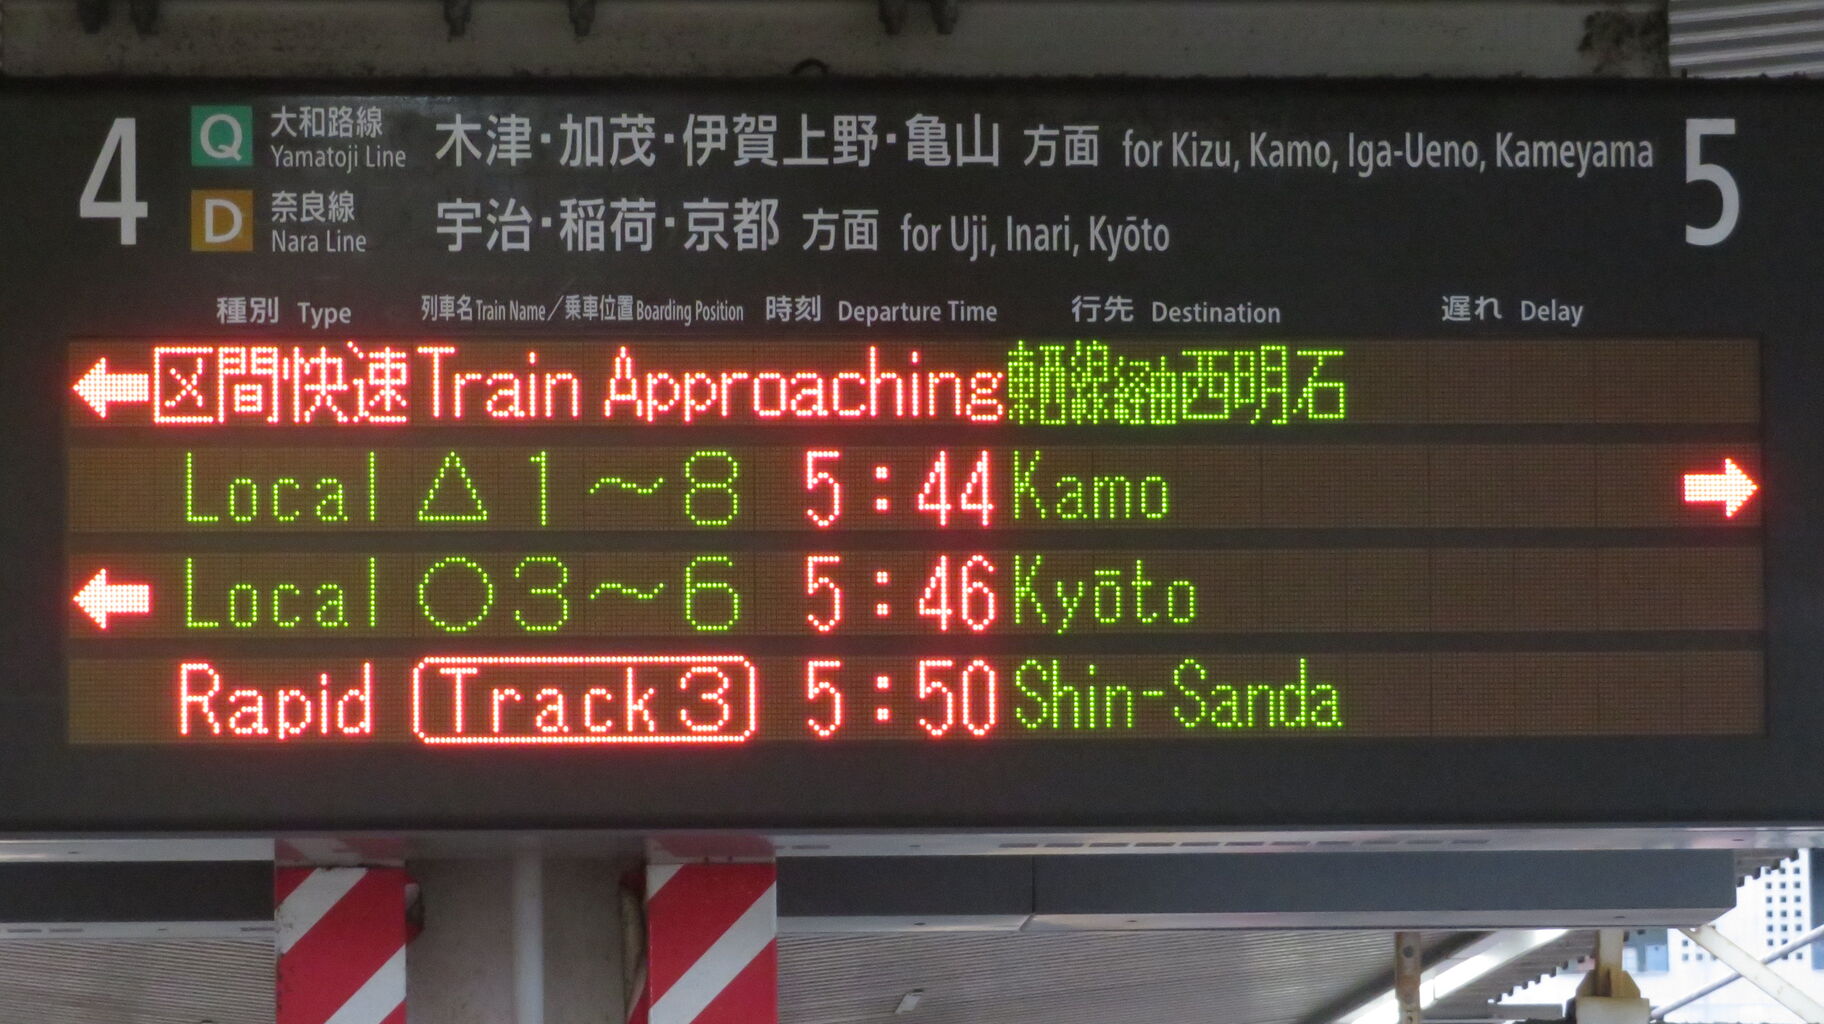 4 Q 大和路線 Yamatoji Line 木津・加茂・伊賀上野・亀山 方面 for Kizu, Kamo, Iga-Ueno, Kameyama 5
D 奈良線 Nara Line 宇治・稲荷・京都 方面 for Uji, Inari, Kyōto
種別 Type 列車名 Train Name／乗車位置 Boarding Position 時刻 Departure Time 行先 Destination 遅れ Delay
← 区間快速 Train Approaching 西明石
Local △ 1～8 5:44 Kamo →
← Local ○ 3～6 5:46 Kyōto
Rapid Track 3 5:50 Shin-Sanda